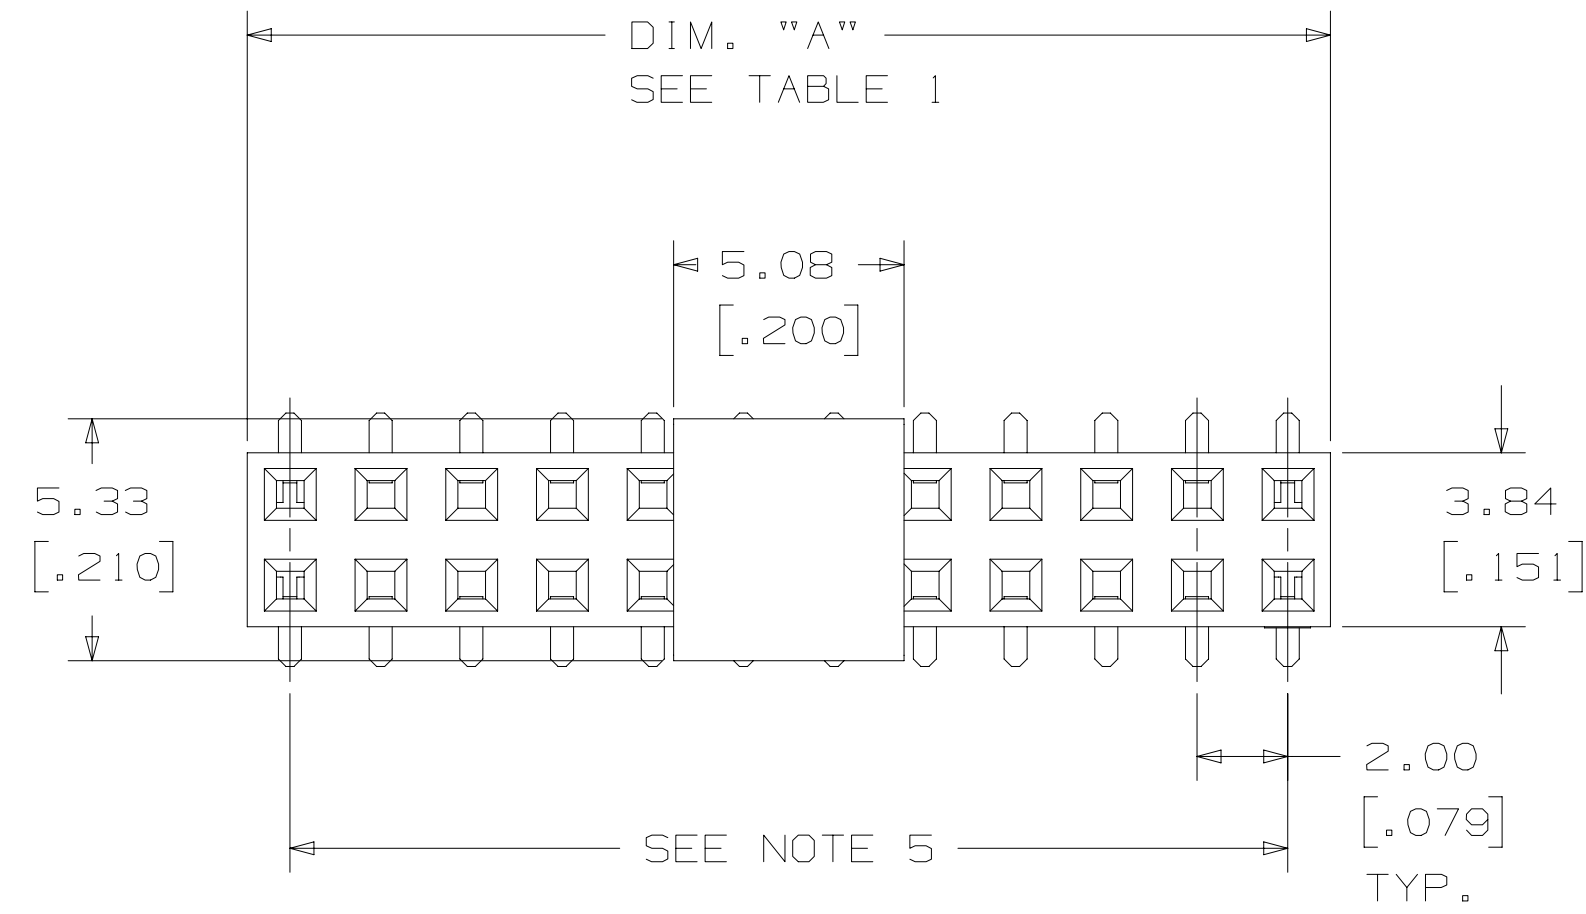 DIM. "A"
SEE TABLE 1
5.08
[.200]
5.33
[.210]
3.84
[.151]
2.00
[.079]
TYP.
SEE NOTE 5